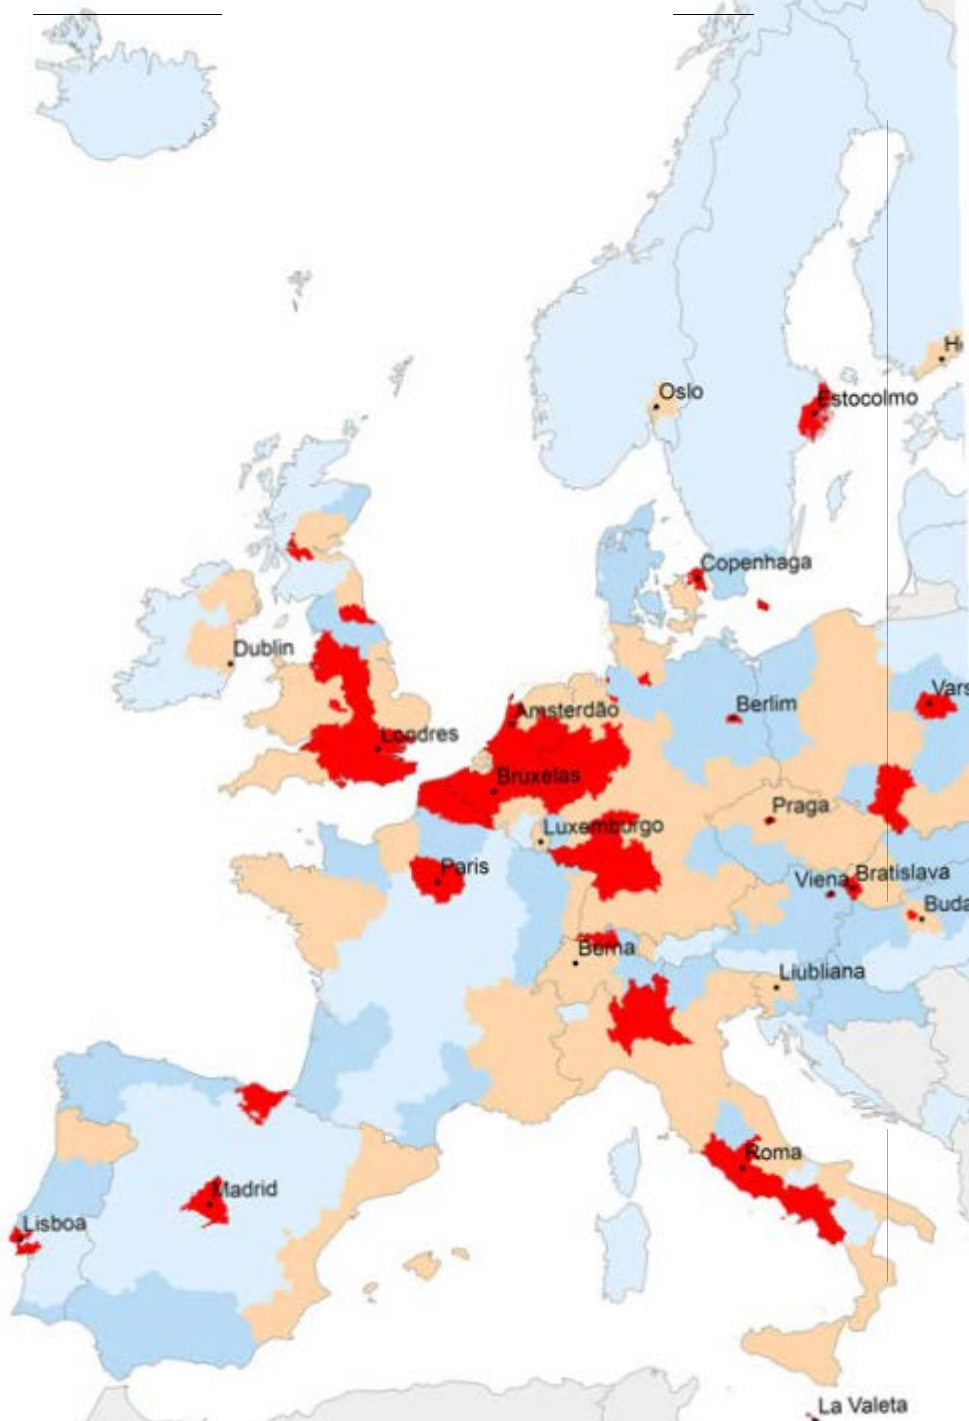 Oslo
Estocolmo
Copenhaga
Dublin
Amsterdão
Berlim
Londres
Bruxelas
Praga
Luxemburgo
Paris
Viena
Bratislava
Berna
Liubliana
Roma
Madrid
Lisboa
La Valeta